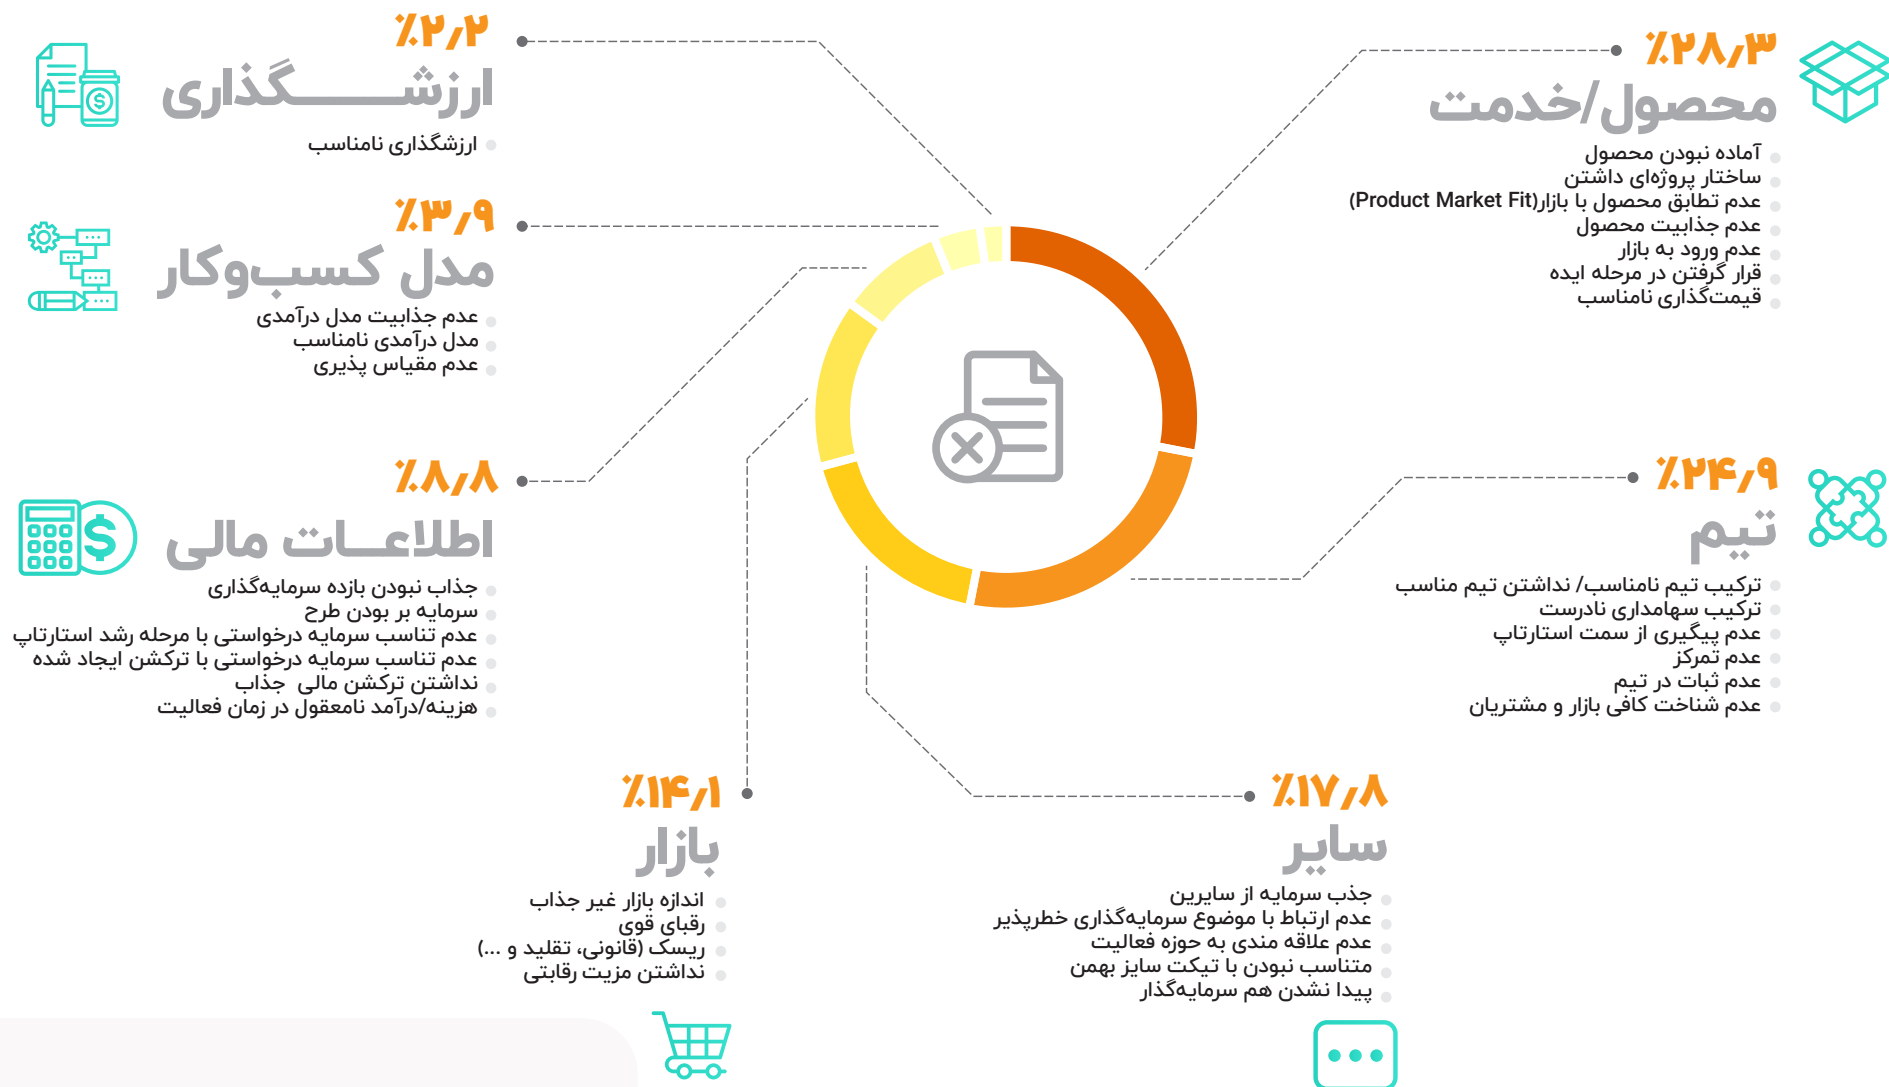 ٪۲۸٫۳
محصول/خدمت
آماده نبودن محصول
ساختار پروژه‌ای داشتن
عدم تطابق محصول با بازار(Product Market Fit)
عدم جذابیت محصول
عدم ورود به بازار
قرار گرفتن در مرحله ایده
قیمت‌گذاری نامناسب
٪۲۴٫۹
تیم
ترکیب تیم نامناسب/ نداشتن تیم مناسب
ترکیب سهامداری نادرست
عدم پیگیری از سمت استارتاپ
عدم تمرکز
عدم ثبات در تیم
عدم شناخت کافی بازار و مشتریان
٪۱۷٫۸
سایر
جذب سرمایه از سایرین
عدم ارتباط با موضوع سرمایه‌گذاری خطرپذیر
عدم علاقه مندی به حوزه فعالیت
متناسب نبودن با تیکت سایز بهمن
پیدا نشدن هم سرمایه‌گذار
٪۱۴٫۱
بازار
اندازه بازار غیر جذاب
رقبای قوی
ریسک (قانونی، تقلید و ...)
نداشتن مزیت رقابتی
٪۸٫۸
اطلاعـات مالی
جذاب نبودن بازده سرمایه‌گذاری
سرمایه بر بودن طرح
عدم تناسب سرمایه درخواستی با مرحله رشد استارتاپ
عدم تناسب سرمایه درخواستی با ترکشن ایجاد شده
نداشتن ترکشن مالی جذاب
هزینه/درآمد نامعقول در زمان فعالیت
٪۳٫۹
مدل کسب‌وکار
عدم جذابیت مدل درآمدی
مدل درآمدی نامناسب
عدم مقیاس پذیری
٪۲٫۲
ارزشـــــگذاری
ارزشگذاری نامناسب